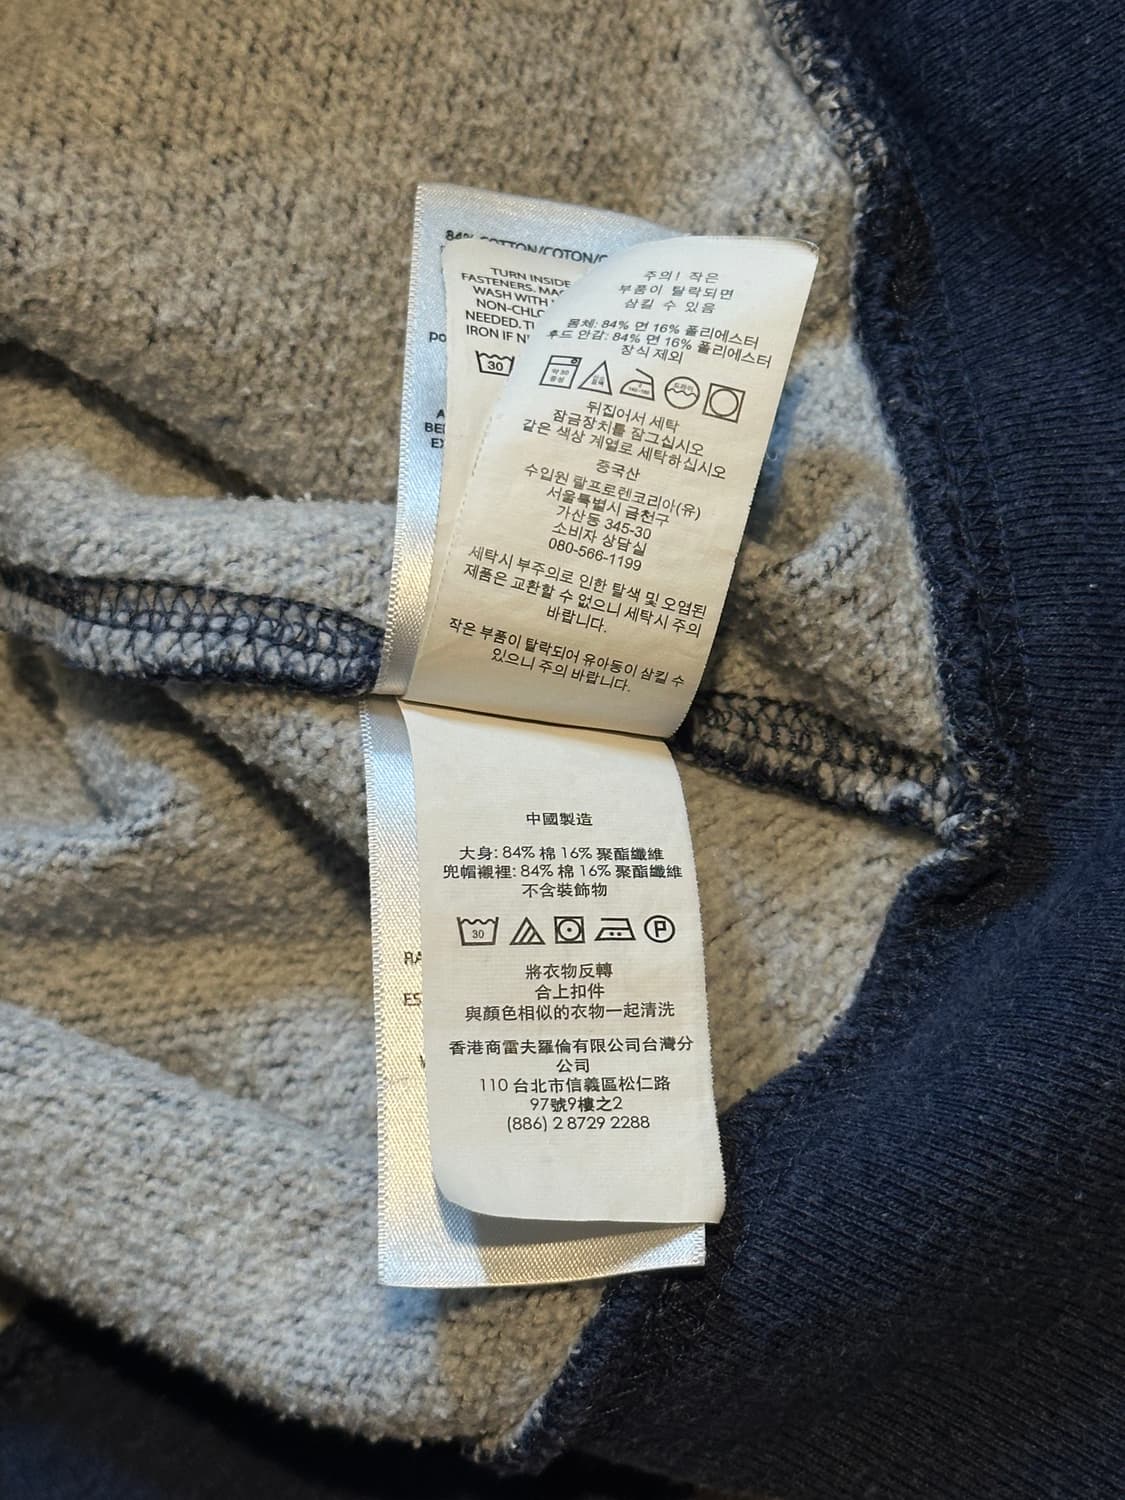 84% COTTON/COTON/
TURN INSIDE
FASTENERS.
WASH WITH
NON-CHLO
NEEDED.
IRON IF N
30
주의! 작은
부품이 탈락되면
삼킬 수 있음
몸체: 84% 면 16% 폴리에스터
후드 안감: 84% 면 16% 폴리에스터
장식 제외
약 30
중성
드라이
뒤집어서 세탁
잠금장치를 잠그십시오
같은 색상 계열로 세탁하십시오
중국산
수입원 랄프로렌코리아(유)
서울특별시 금천구
가산동 345-30
소비자 상담실
080-566-1199
세탁시 부주의로 인한 탈색 및 오염된
제품은 교환할 수 없으니 세탁시 주의
바랍니다.
작은 부품이 탈락되어 유아동이 삼킬 수
있으니 주의 바랍니다.
中國製造
大身: 84% 棉 16% 聚酯纖維
兜帽襯裡: 84% 棉 16% 聚酯纖維
不含裝飾物
30
P
將衣物反轉
合上扣件
與顏色相似的衣物一起清洗
香港商雷夫羅倫有限公司台灣分
公司
110 台北市信義區松仁路
97號9樓之2
(886) 2 8729 2288
RA
ES